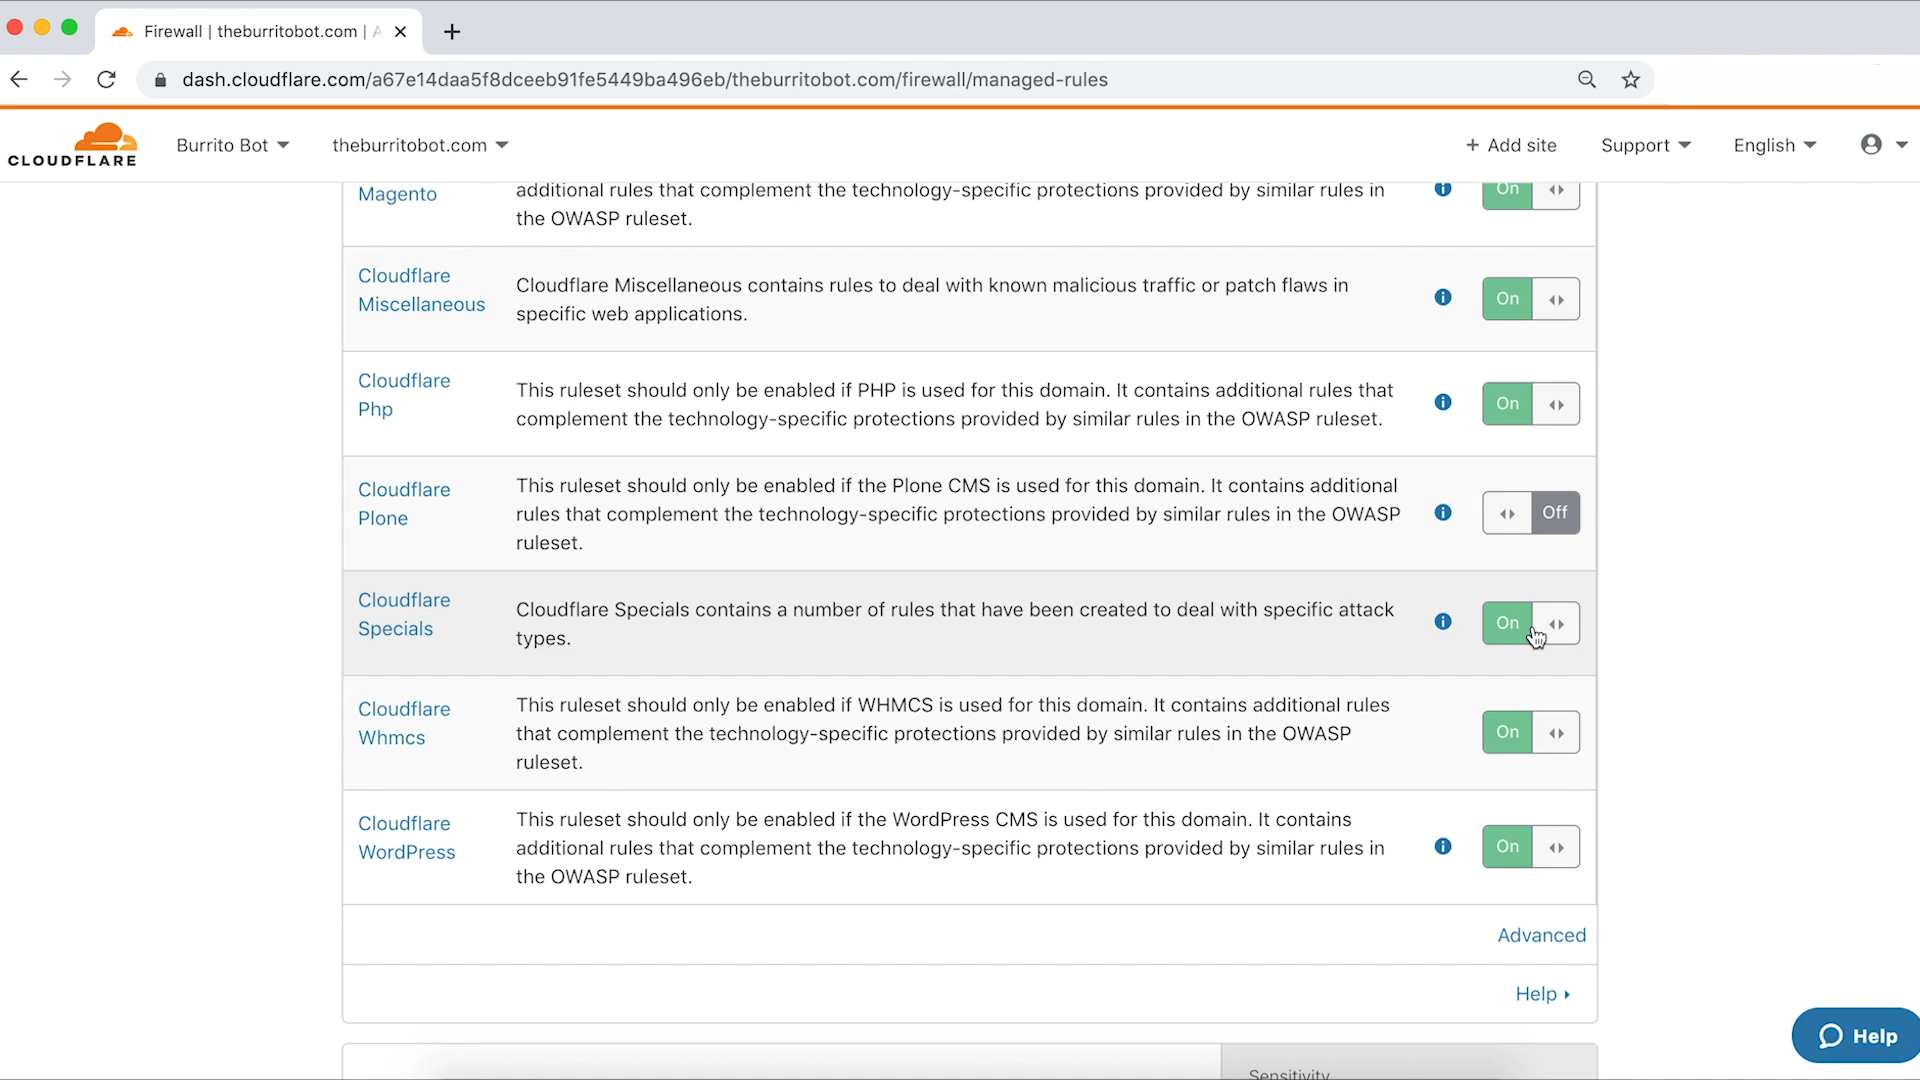 Firewall | theburritobot.com | A
dash.cloudflare.com/a67e14daa5f8dceeb91fe5449ba496eb/theburritobot.com/firewall/managed-rules
CLOUDFLARE
Burrito Bot
theburritobot.com
+ Add site
Support
English
Magento
additional rules that complement the technology-specific protections provided by similar rules in
the OWASP ruleset.
On
Cloudflare
Miscellaneous
Cloudflare Miscellaneous contains rules to deal with known malicious traffic or patch flaws in
specific web applications.
On
Cloudflare
Php
This ruleset should only be enabled if PHP is used for this domain. It contains additional rules that
complement the technology-specific protections provided by similar rules in the OWASP ruleset.
On
Cloudflare
Plone
This ruleset should only be enabled if the Plone CMS is used for this domain. It contains additional
rules that complement the technology-specific protections provided by similar rules in the OWASP
ruleset.
Off
Cloudflare
Specials
Cloudflare Specials contains a number of rules that have been created to deal with specific attack
types.
On
Cloudflare
Whmcs
This ruleset should only be enabled if WHMCS is used for this domain. It contains additional rules
that complement the technology-specific protections provided by similar rules in the OWASP
ruleset.
On
Cloudflare
WordPress
This ruleset should only be enabled if the WordPress CMS is used for this domain. It contains
additional rules that complement the technology-specific protections provided by similar rules in
the OWASP ruleset.
On
Advanced
Help
Help
Sensitivity